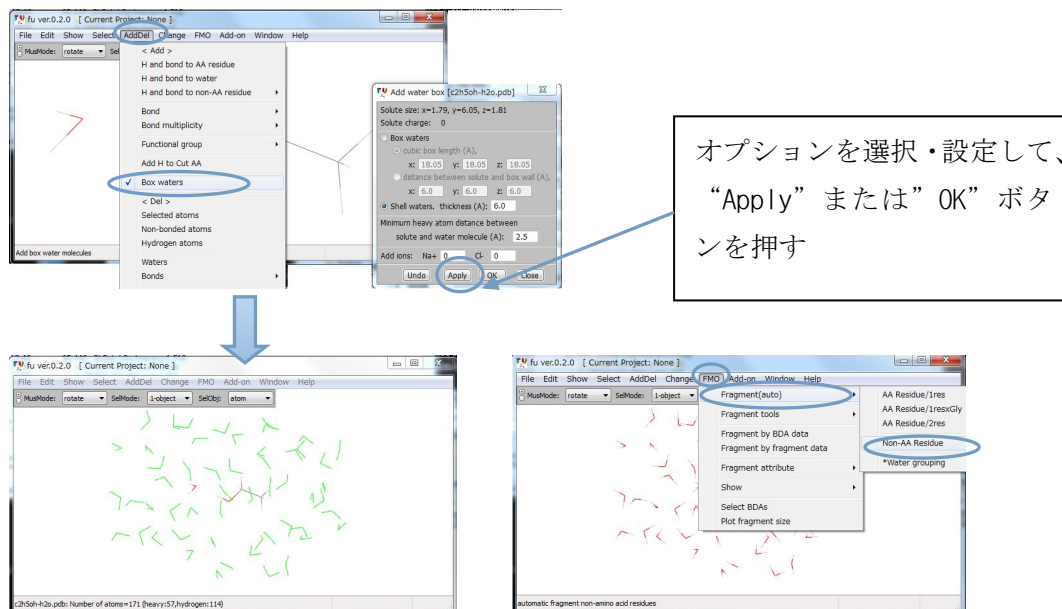 fu ver.0.2.0 [ Current Project: None ]
File Edit Show Select AddDel Change FMO Add-on Window Help
MusMode: rotate Sel
< Add >
H and bond to AA residue
H and bond to water
H and bond to non-AA residue
Bond
Bond multiplicity
Functional group
Add H to Cut AA
Box waters
< Del >
Selected atoms
Non-bonded atoms
Hydrogen atoms
Waters
Bonds
Add box water molecules
Add water box [c2h5oh-h2o.pdb]
Solute size: x=1.79, y=6.05, z=1.81
Solute charge: 0
Box waters
cubic box length (A),
x: 18.05 y: 18.05 z: 18.05
distance between solute and box wall (A),
x: 6.0 y: 6.0 z: 6.0
Shell waters. thickness (A): 6.0
Minimum heavy atom distance between
solute and water molecule (A): 2.5
Add ions: Na+ 0 Cl- 0
Undo Apply OK Close
オプションを選択・設定して、
“Apply”または”OK”ボタ
ンを押す
fu ver.0.2.0 [ Current Project: None ]
File Edit Show Select AddDel Change FMO Add-on Window Help
MusMode: rotate SelMode: 1-object SelObj: atom
c2h5oh-h2o.pdb: Number of atoms=171 (heavy:57,hydrogen:114)
fu ver.0.2.0 [ Current Project: None ]
File Edit Show Select AddDel Change FMO Add-on Window Help
MusMode: rotate SelMode: 1-object
Fragment(auto)
Fragment tools
Fragment by BDA data
Fragment by fragment data
Fragment attribute
Show
Select BDAs
Plot fragment size
AA Residue/1res
AA Residue/1resxGly
AA Residue/2res
Non-AA Residue
*Water grouping
automatic fragment non-amino acid residues